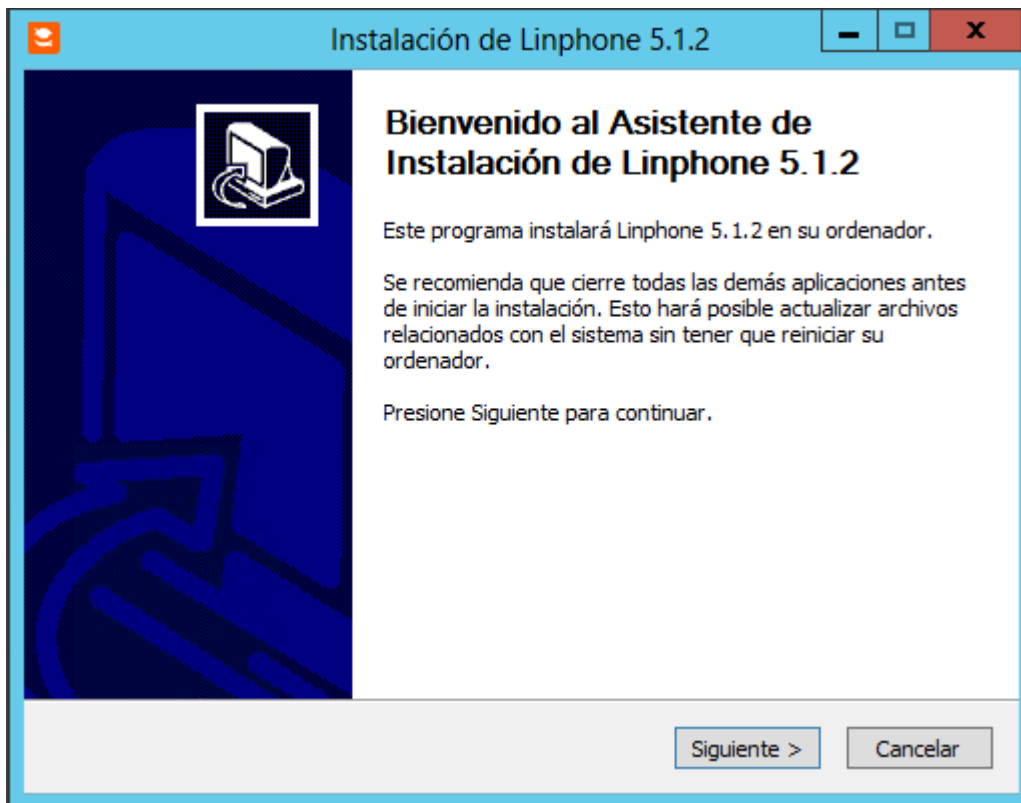 Instalación de Linphone 5.1.2
Bienvenido al Asistente de
Instalación de Linphone 5.1.2
Este programa instalará Linphone 5.1.2 en su ordenador.
Se recomienda que cierre todas las demás aplicaciones antes
de iniciar la instalación. Esto hará posible actualizar archivos
relacionados con el sistema sin tener que reiniciar su
ordenador.
Presione Siguiente para continuar.
Siguiente >
Cancelar